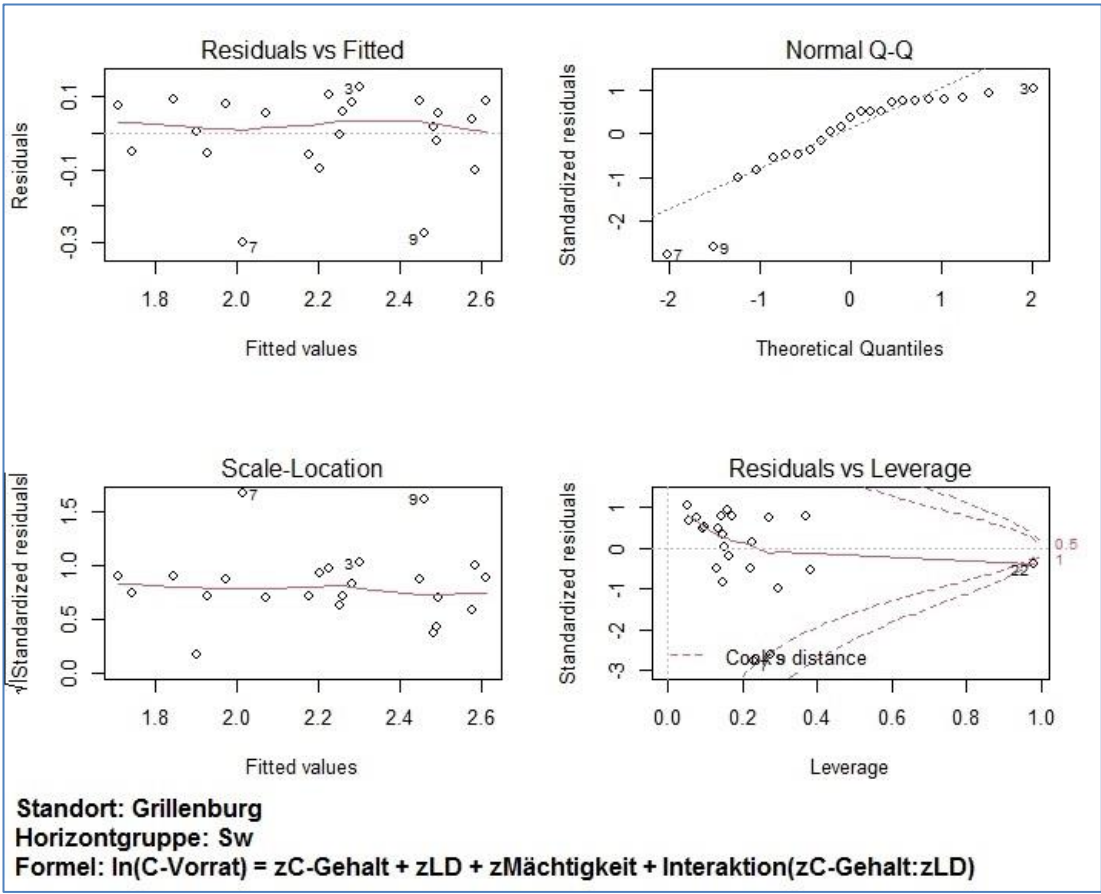 Residuals vs Fitted
Residuals
0.1
-0.1
-0.3
3
7
9
1.8 2.0 2.2 2.4 2.6
Fitted values
Normal Q-Q
Standardized residuals
1
0
-1
-2
3
7
9
-2 -1 0 1 2
Theoretical Quantiles
Scale-Location
√|Standardized residuals|
1.5
1.0
0.5
0.0
7
9
3
1.8 2.0 2.2 2.4 2.6
Fitted values
Residuals vs Leverage
Standardized residuals
1
0
-1
-2
-3
0.5
1
22
Cook's distance
7 9
0.0 0.2 0.4 0.6 0.8 1.0
Leverage
Standort: Grillenburg
Horizontgruppe: Sw
Formel: ln(C-Vorrat) = zC-Gehalt + zLD + zMächtigkeit + Interaktion(zC-Gehalt:zLD)